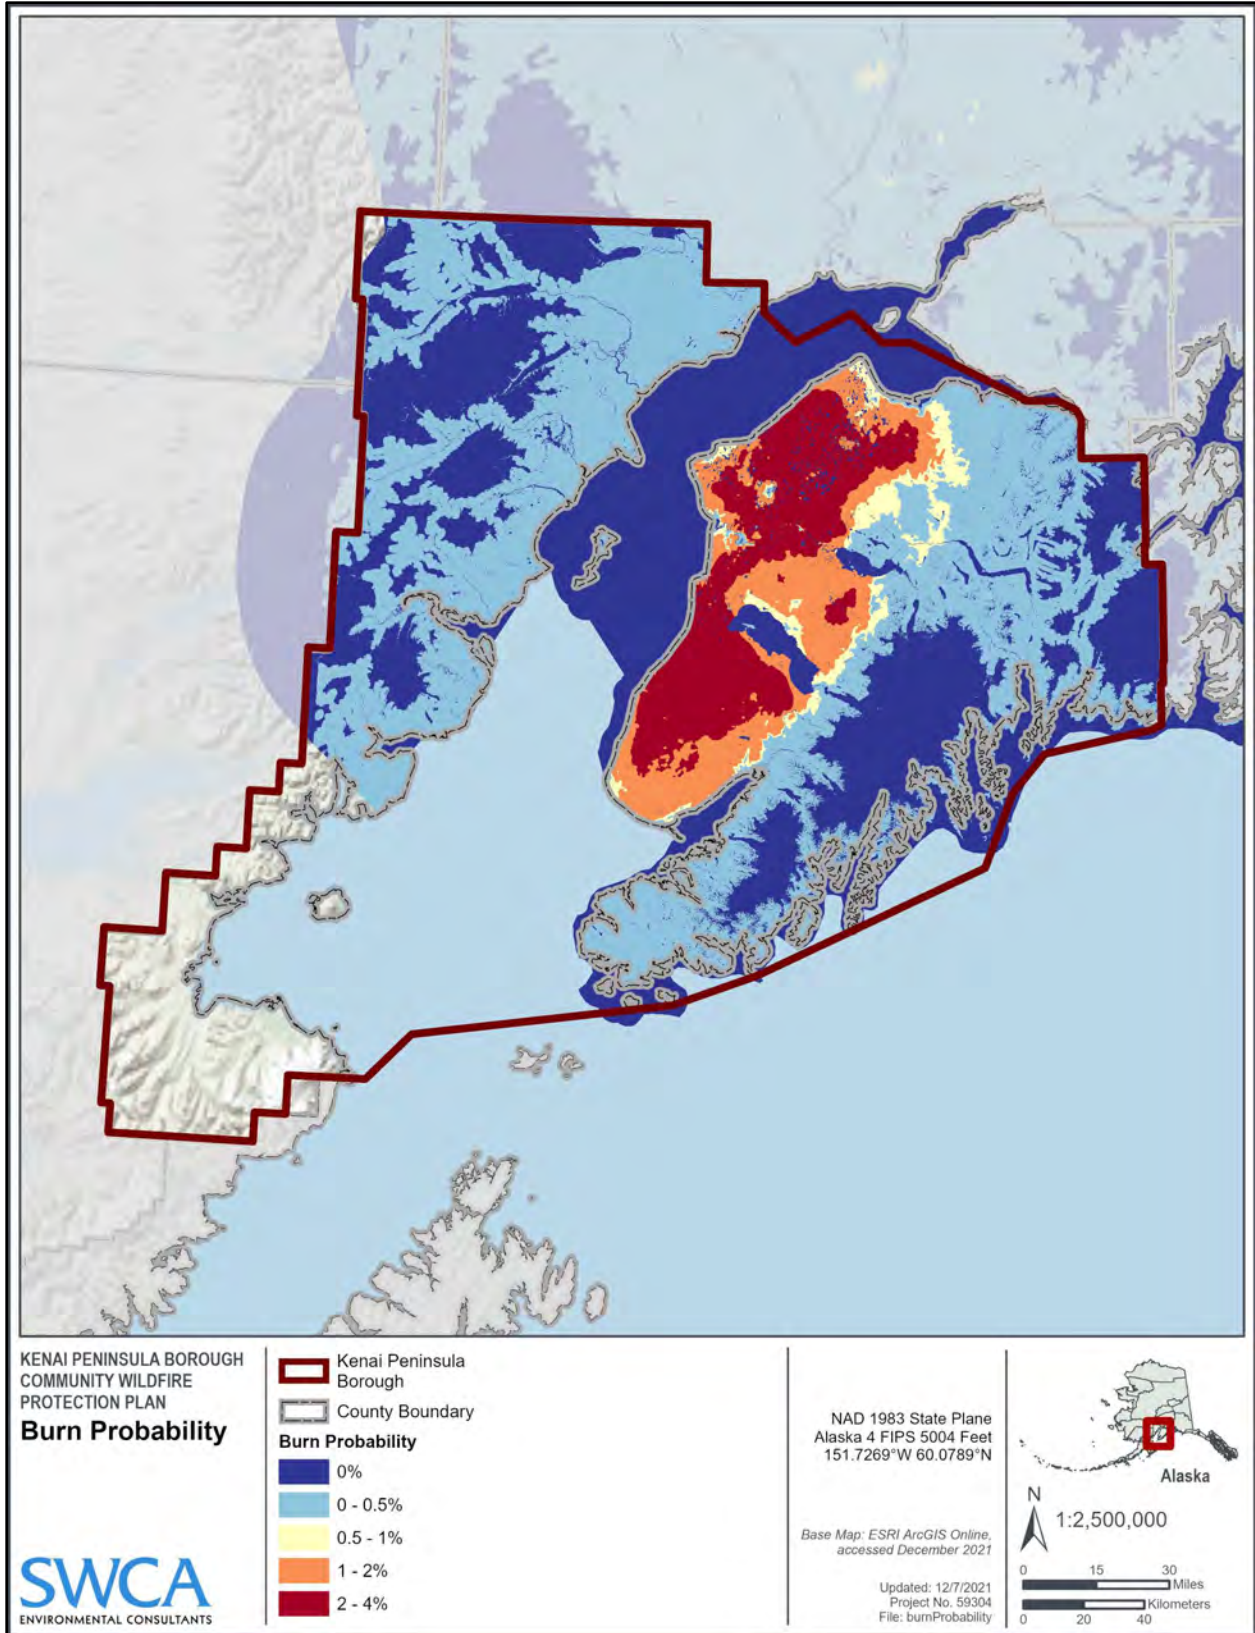 KENAI PENINSULA BOROUGH
COMMUNITY WILDFIRE
PROTECTION PLAN
Burn Probability
SWCA
ENVIRONMENTAL CONSULTANTS
Kenai Peninsula
Borough
County Boundary
Burn Probability
0%
0 - 0.5%
0.5 - 1%
1 - 2%
2 - 4%
NAD 1983 State Plane
Alaska 4 FIPS 5004 Feet
151.7269°W 60.0789°N
Base Map: ESRI ArcGIS Online,
accessed December 2021
Updated: 12/7/2021
Project No. 59304
File: burnProbability
Alaska
N
1:2,500,000
0 15 30
Miles
Kilometers
0 20 40